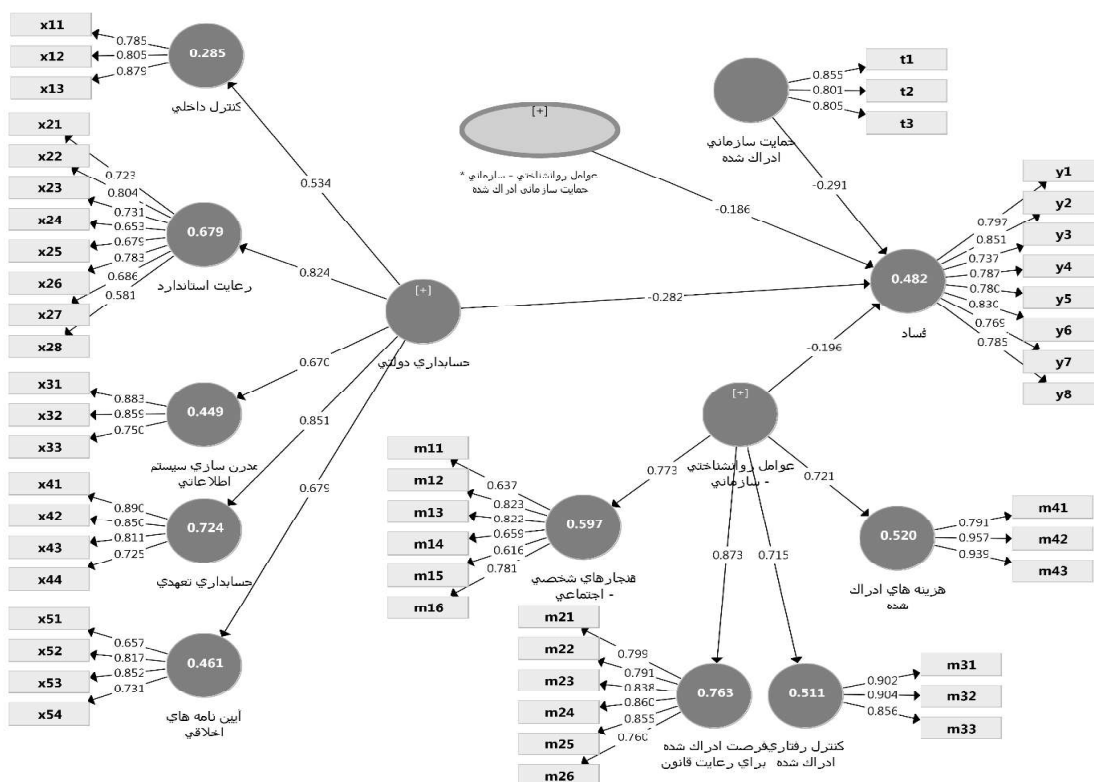 x11
x12
x13
0.785
0.805
0.879
0.285
كنترل داخلي
x21
x22
x23
x24
x25
x26
x27
x28
0.723
0.804
0.731
0.653
0.679
0.783
0.686
0.581
0.679
رعايت استاندارد
x31
x32
x33
0.883
0.859
0.750
0.449
مدرن سازي سيستم
اطلاعاتي
x41
x42
x43
x44
0.890
0.850
0.811
0.725
0.724
حسابداري تعهدي
x51
x52
x53
x54
0.657
0.817
0.852
0.731
0.461
آيين نامه هاي
اخلاقي
0.534
0.824
0.670
0.851
0.679
[+]
حسابداري دولتي
-0.282
[+]
عوامل روانشناختي - سازماني *
حمايت سازماني ادراك شده
-0.186
حمايت سازماني
ادراك شده
t1
t2
t3
0.855
0.801
0.805
-0.291
0.482
فساد
y1
y2
y3
y4
y5
y6
y7
y8
0.797
0.851
0.737
0.787
0.780
0.830
0.769
0.785
-0.196
[+]
عوامل روانشناختي
- سازماني
0.773
0.873
0.715
0.721
m11
m12
m13
m14
m15
m16
0.637
0.823
0.822
0.659
0.616
0.781
0.597
هنجارهاي شخصي
- اجتماعي
m21
m22
m23
m24
m25
m26
0.799
0.791
0.838
0.860
0.855
0.760
0.763
فرصت ادراك شده
براي رعايت قانون
0.511
كنترل رفتاري
ادراك شده
0.902
0.904
0.856
m31
m32
m33
0.520
هزينه هاي ادراك
شده
0.791
0.957
0.939
m41
m42
m43